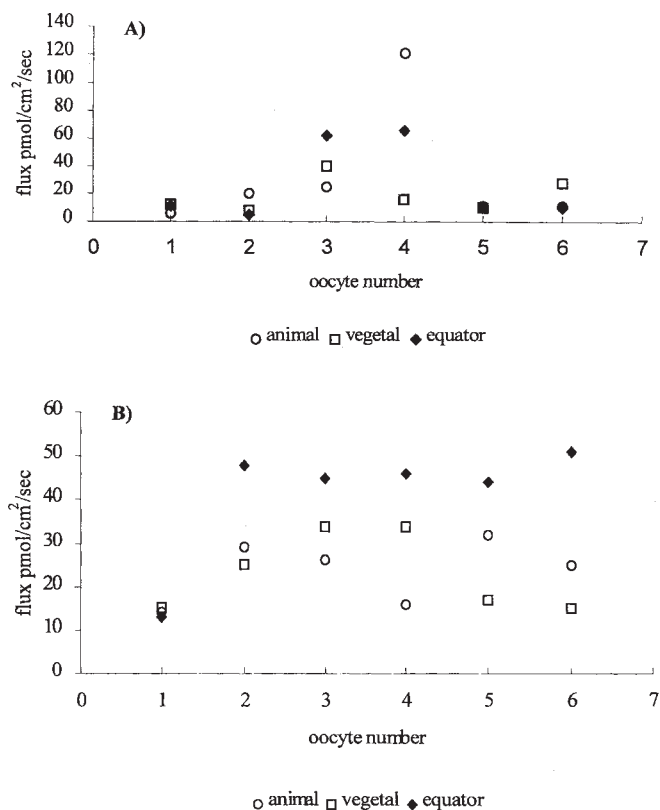 A)
flux pmol/cm²/sec
140
120
100
80
60
40
20
0
0 1 2 3 4 5 6 7
oocyte number
animal vegetal equator
B)
flux pmol/cm²/sec
60
50
40
30
20
10
0
0 1 2 3 4 5 6 7
oocyte number
animal vegetal equator